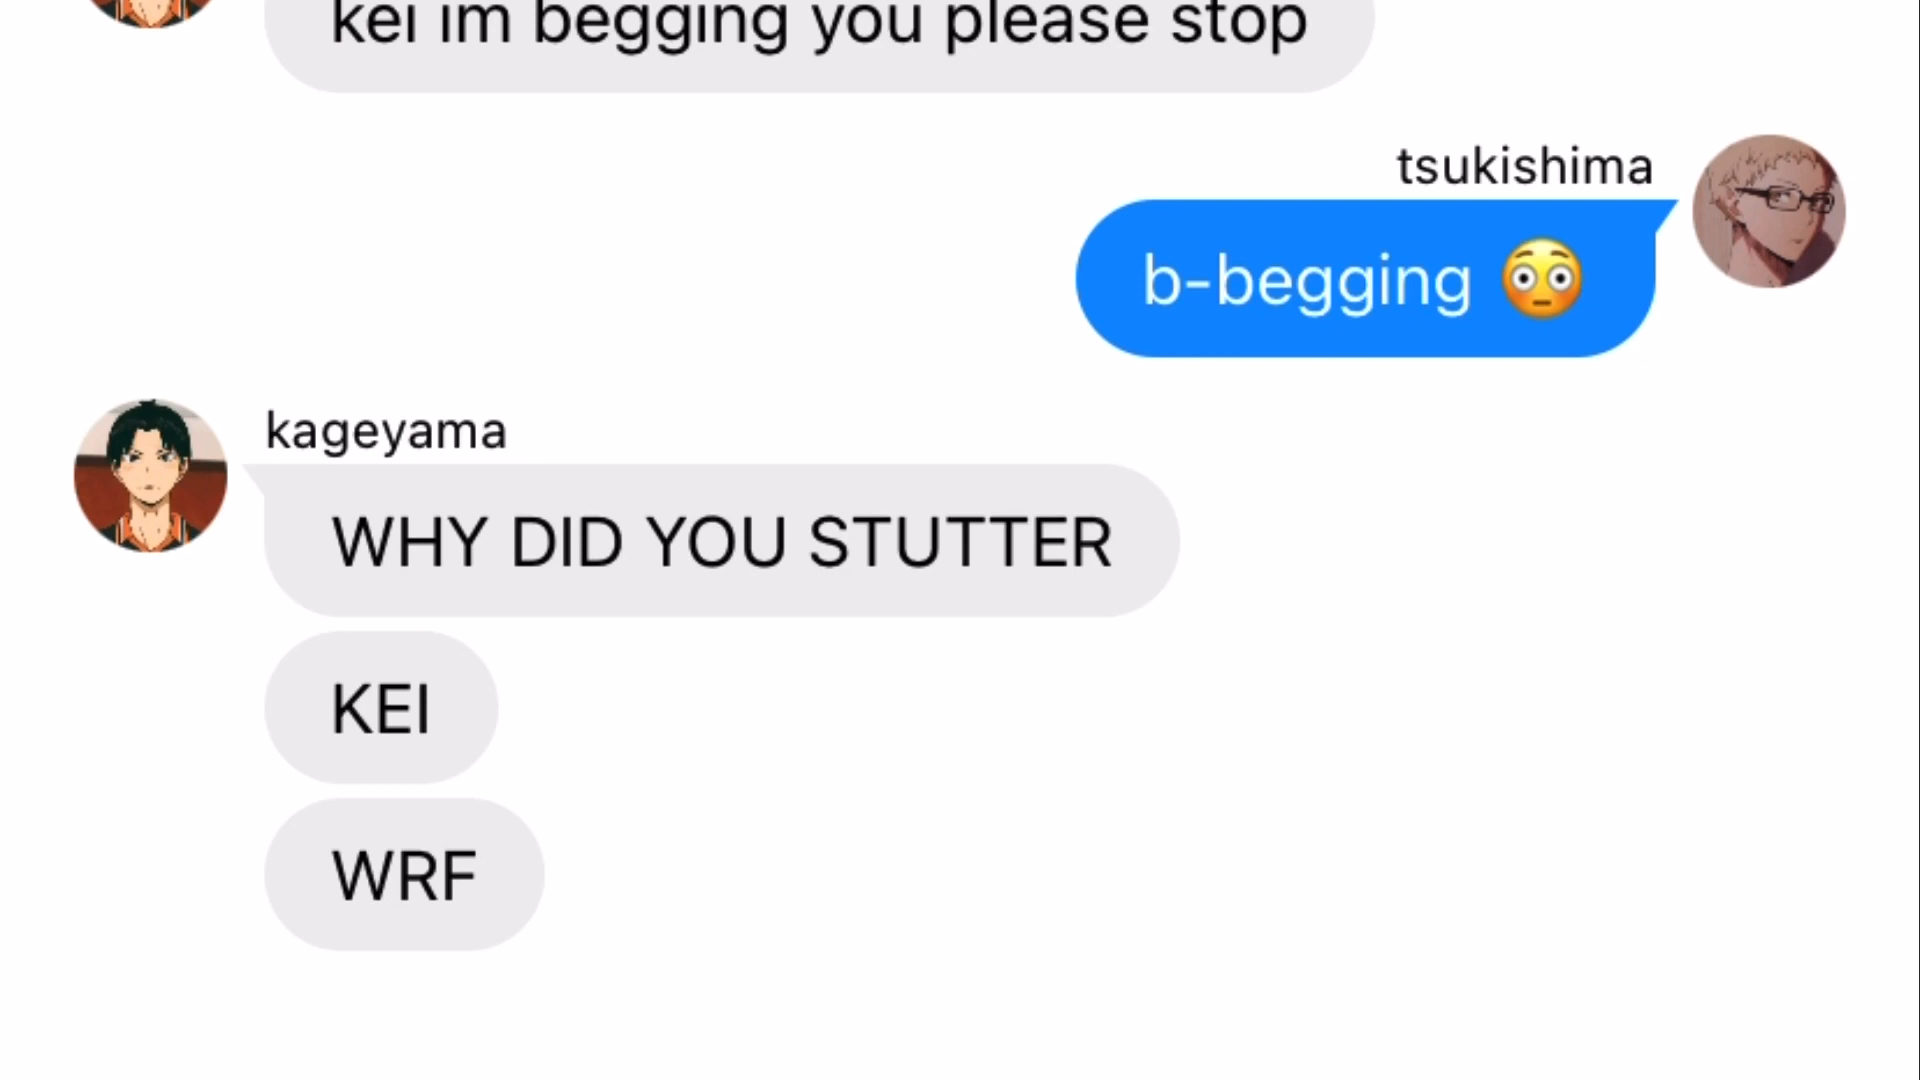 kei im begging you please stop
tsukishima
b-begging 😳
kageyama
WHY DID YOU STUTTER
KEI
WRF